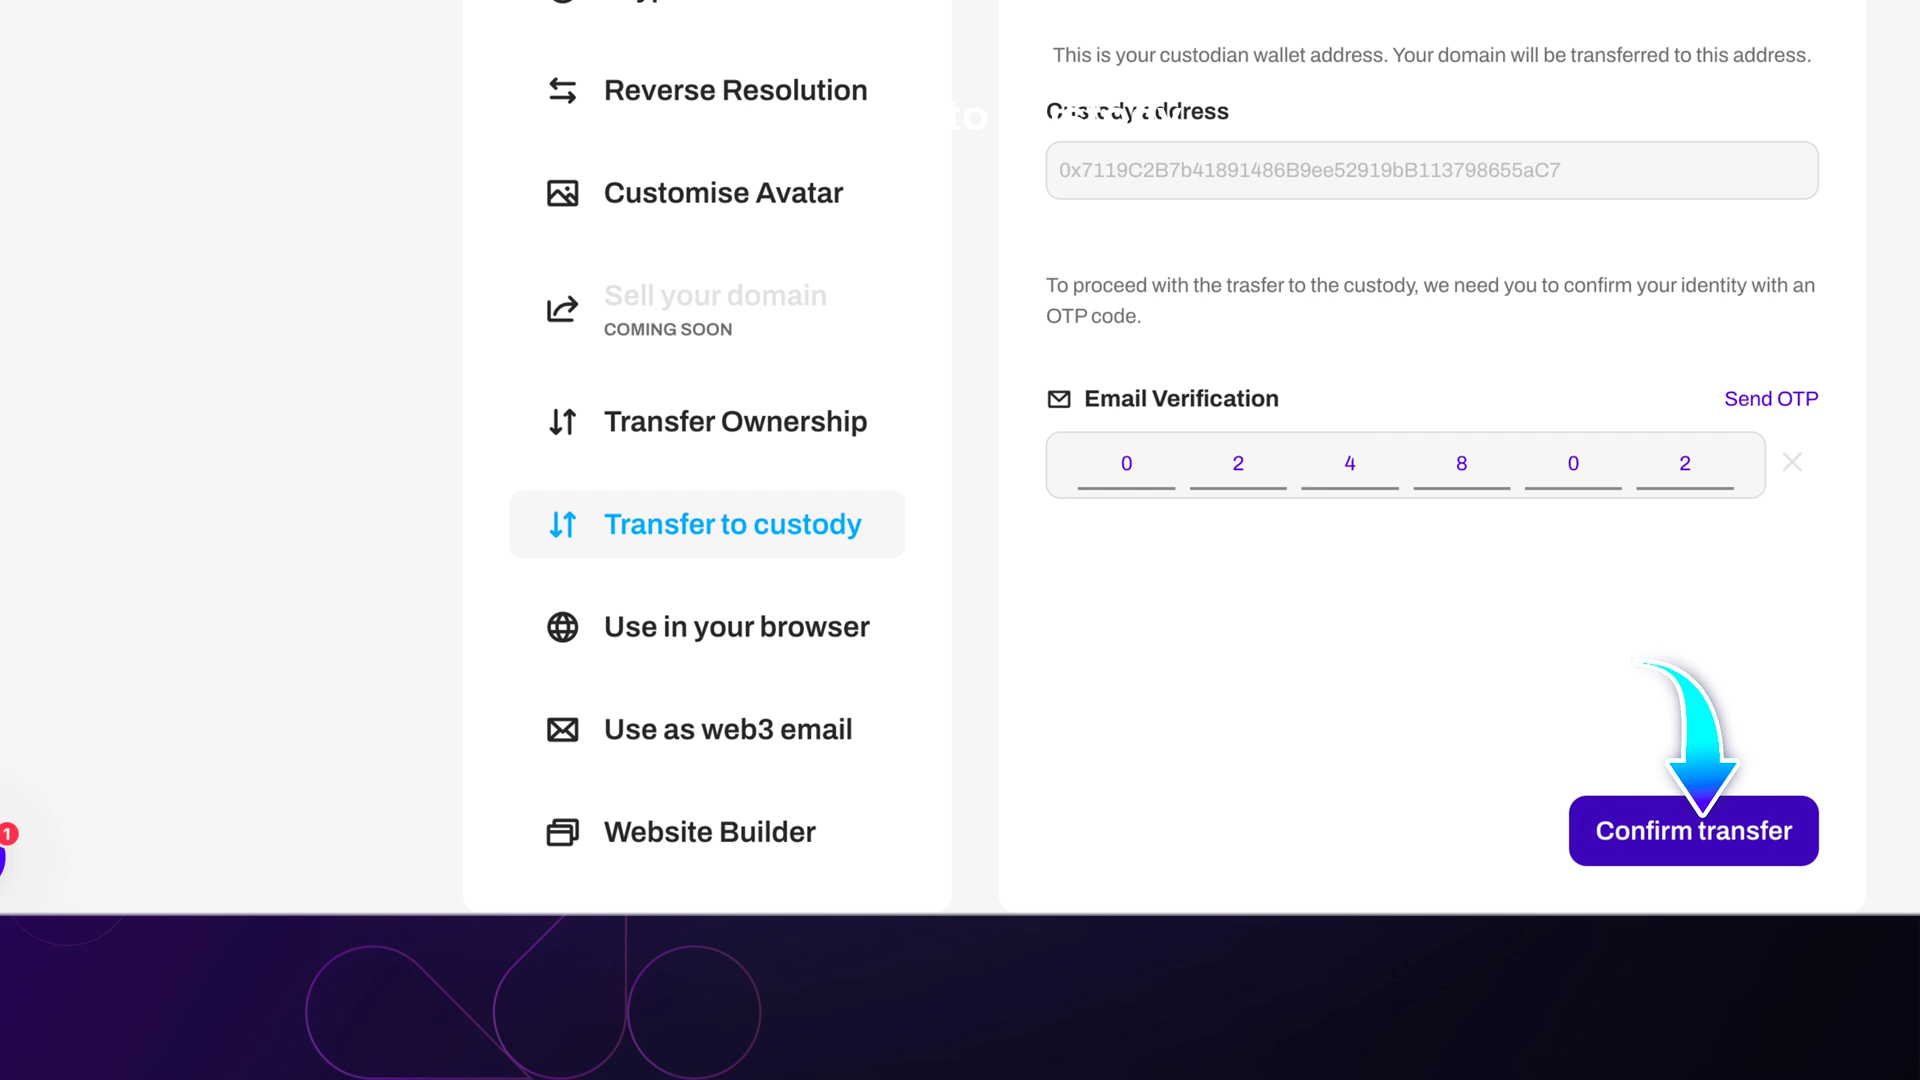 Reverse Resolution
Customise Avatar
Sell your domain
COMING SOON
Transfer Ownership
Transfer to custody
Use in your browser
Use as web3 email
Website Builder
1
to
This is your custodian wallet address. Your domain will be transferred to this address.
Custody address
0x7119C2B7b41891486B9ee52919bB113798655aC7
To proceed with the trasfer to the custody, we need you to confirm your identity with an
OTP code.
Email Verification
Send OTP
0 2 4 8 0 2
Confirm transfer